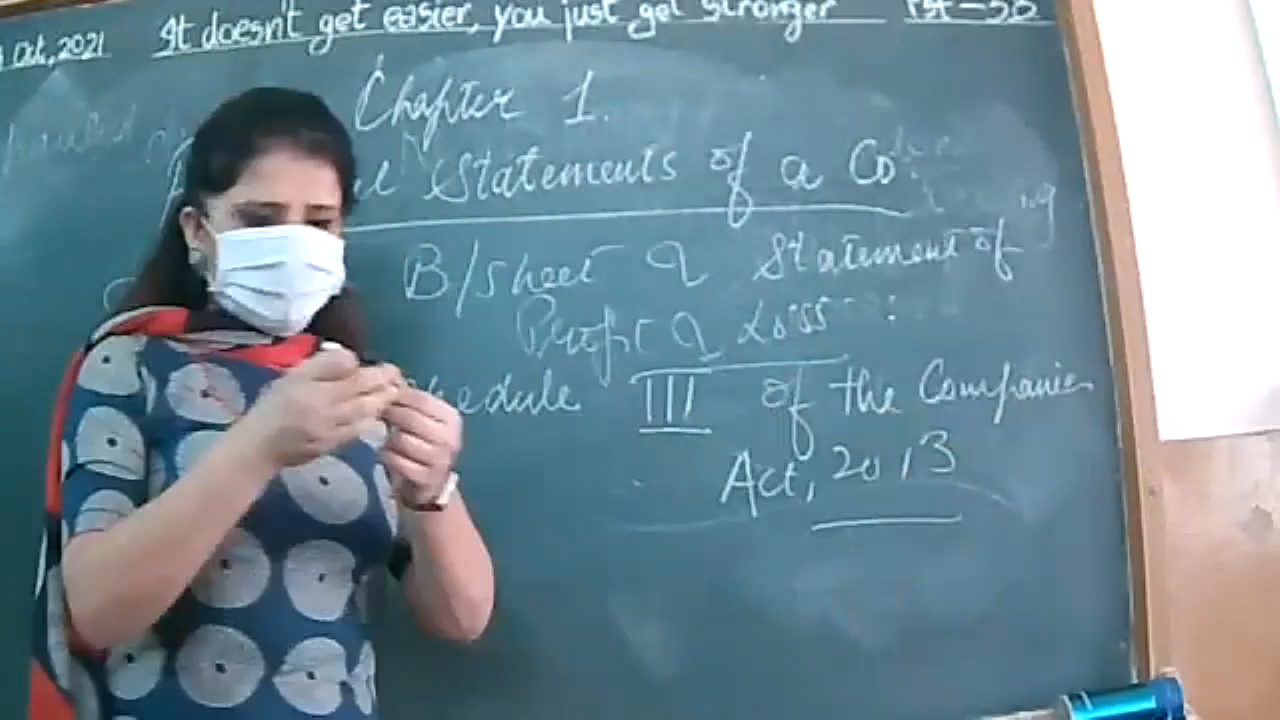 Oct, 2021 It doesn't get easier, you just get stronger
Chapter 1.
Statements of a Co.
B/sheet & Statement of
Profit & Loss :
hedule III of the Companies
Act, 2013